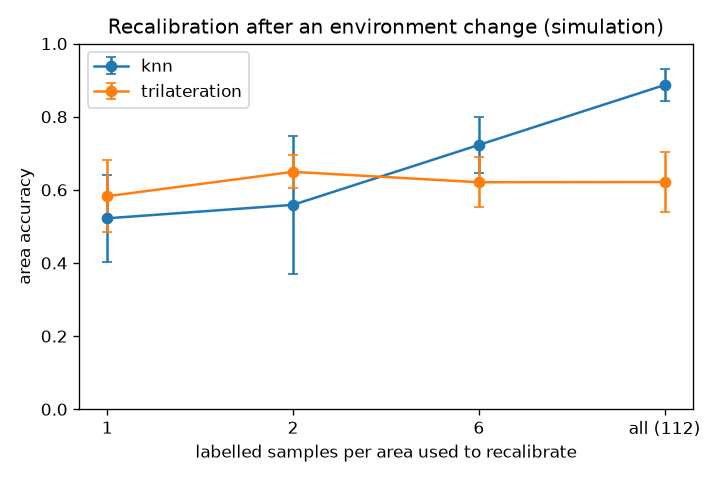 Recalibration after an environment change (simulation)
knn
trilateration
1.0
0.8
0.6
0.4
0.2
0.0
area accuracy
1
2
6
all (112)
labelled samples per area used to recalibrate